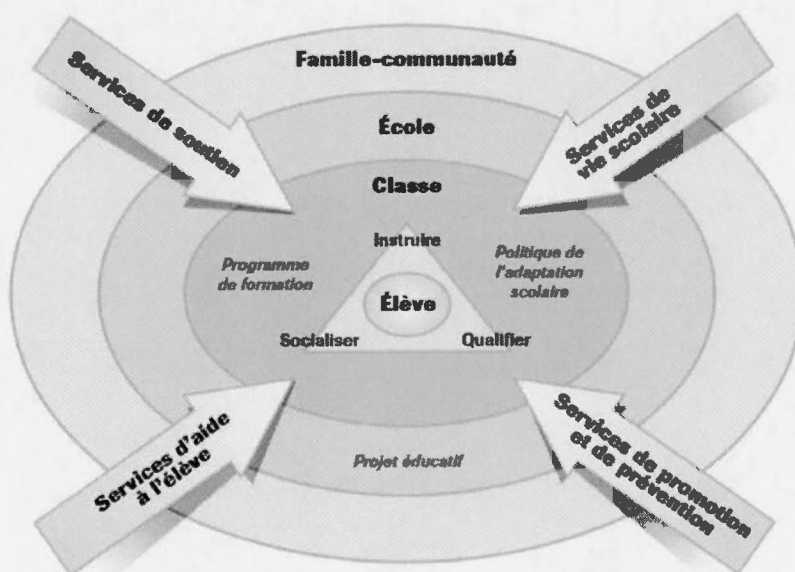 Famille-communauté
Services de soutien
Services de
vie scolaire
École
Classe
Instruire
Programme
de formation
Politique de
l'adaptation
scolaire
Élève
Socialiser
Qualifier
Services d'aide
à l'élève
Projet éducatif
Services de promotion
et de prévention